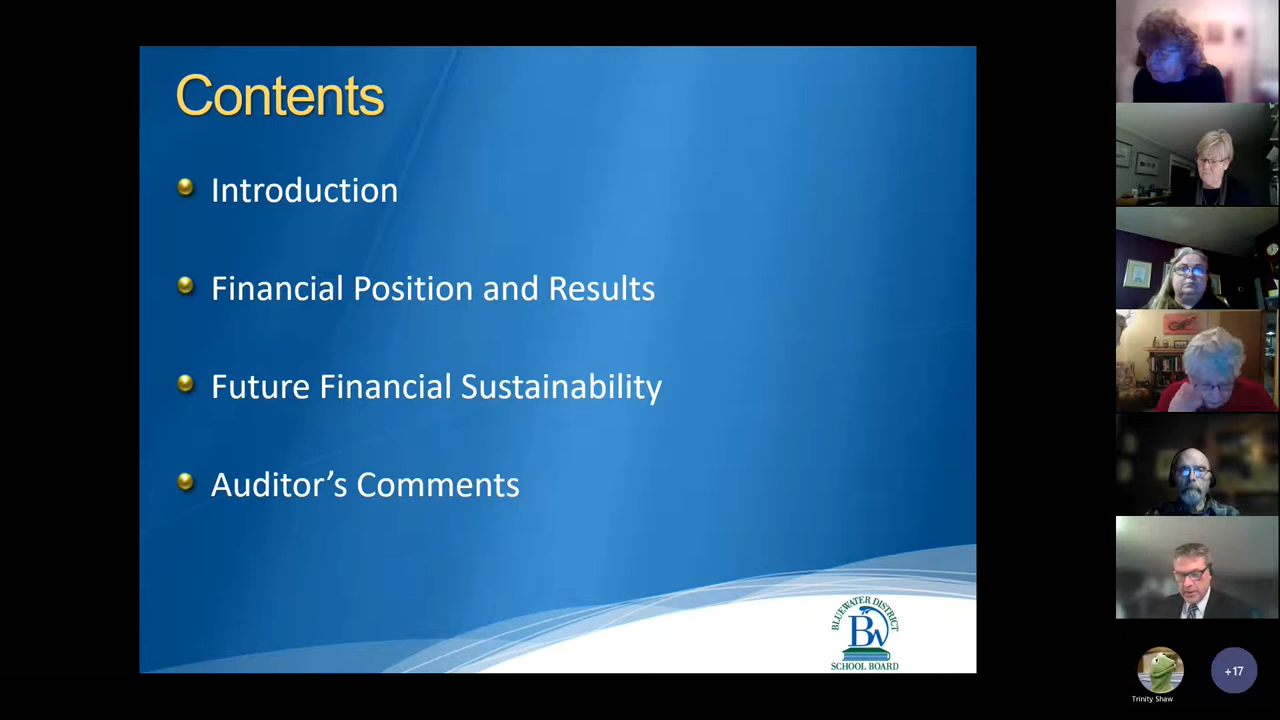 Contents
Introduction
Financial Position and Results
Future Financial Sustainability
Auditor’s Comments
BLUEWATER DISTRICT
BW
SCHOOL BOARD
Trinity Shaw
+17